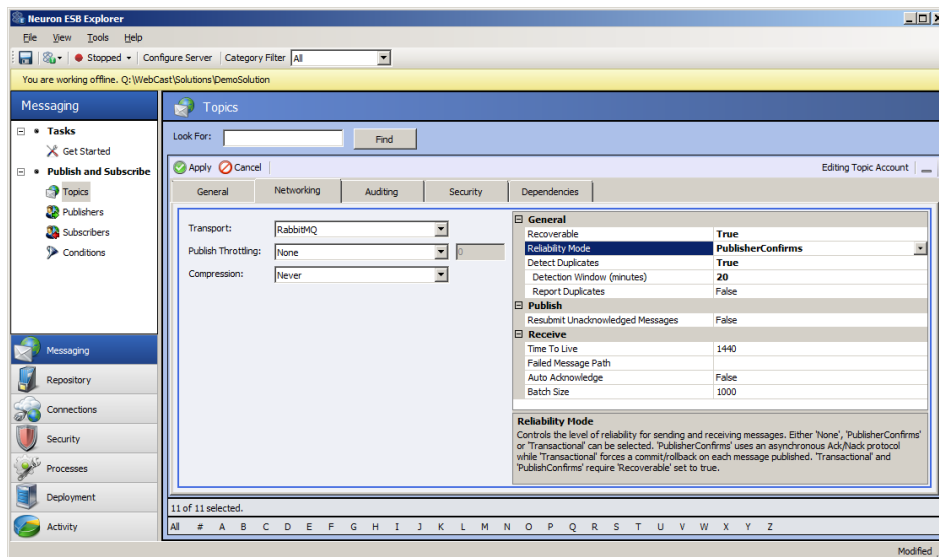 Neuron ESB Explorer
File View Tools Help
Stopped Configure Server Category Filter All
You are working offline. Q:\WebCast\Solutions\DemoSolution
Messaging
Tasks
Get Started
Publish and Subscribe
Topics
Publishers
Subscribers
Conditions
Messaging
Repository
Connections
Security
Processes
Deployment
Activity
Topics
Look For: Find
Apply Cancel Editing Topic Account
General Networking Auditing Security Dependencies
Transport: RabbitMQ
Publish Throttling: None 0
Compression: Never
General
Recoverable True
Reliability Mode PublisherConfirms
Detect Duplicates True
Detection Window (minutes) 20
Report Duplicates False
Publish
Resubmit Unacknowledged Messages False
Receive
Time To Live 1440
Failed Message Path
Auto Acknowledge False
Batch Size 1000
Reliability Mode
Controls the level of reliability for sending and receiving messages. Either 'None', 'PublisherConfirms'
or 'Transactional' can be selected. 'PublisherConfirms' uses an asynchronous Ack/Nack protocol
while 'Transactional' forces a commit/rollback on each message published. 'Transactional' and
'PublishConfirms' require 'Recoverable' set to true.
11 of 11 selected.
All # A B C D E F G H I J K L M N O P Q R S T U V W X Y Z
Modified